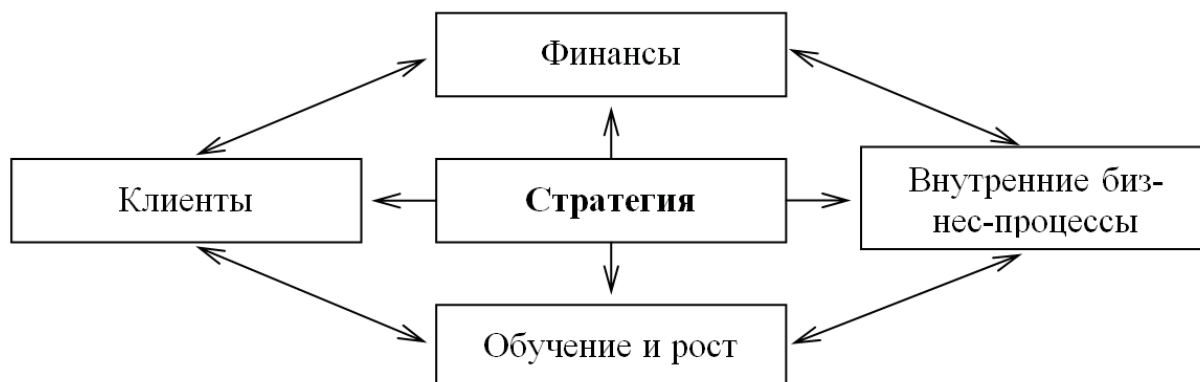 Финансы
Клиенты
Стратегия
Внутренние биз-
нес-процессы
Обучение и рост